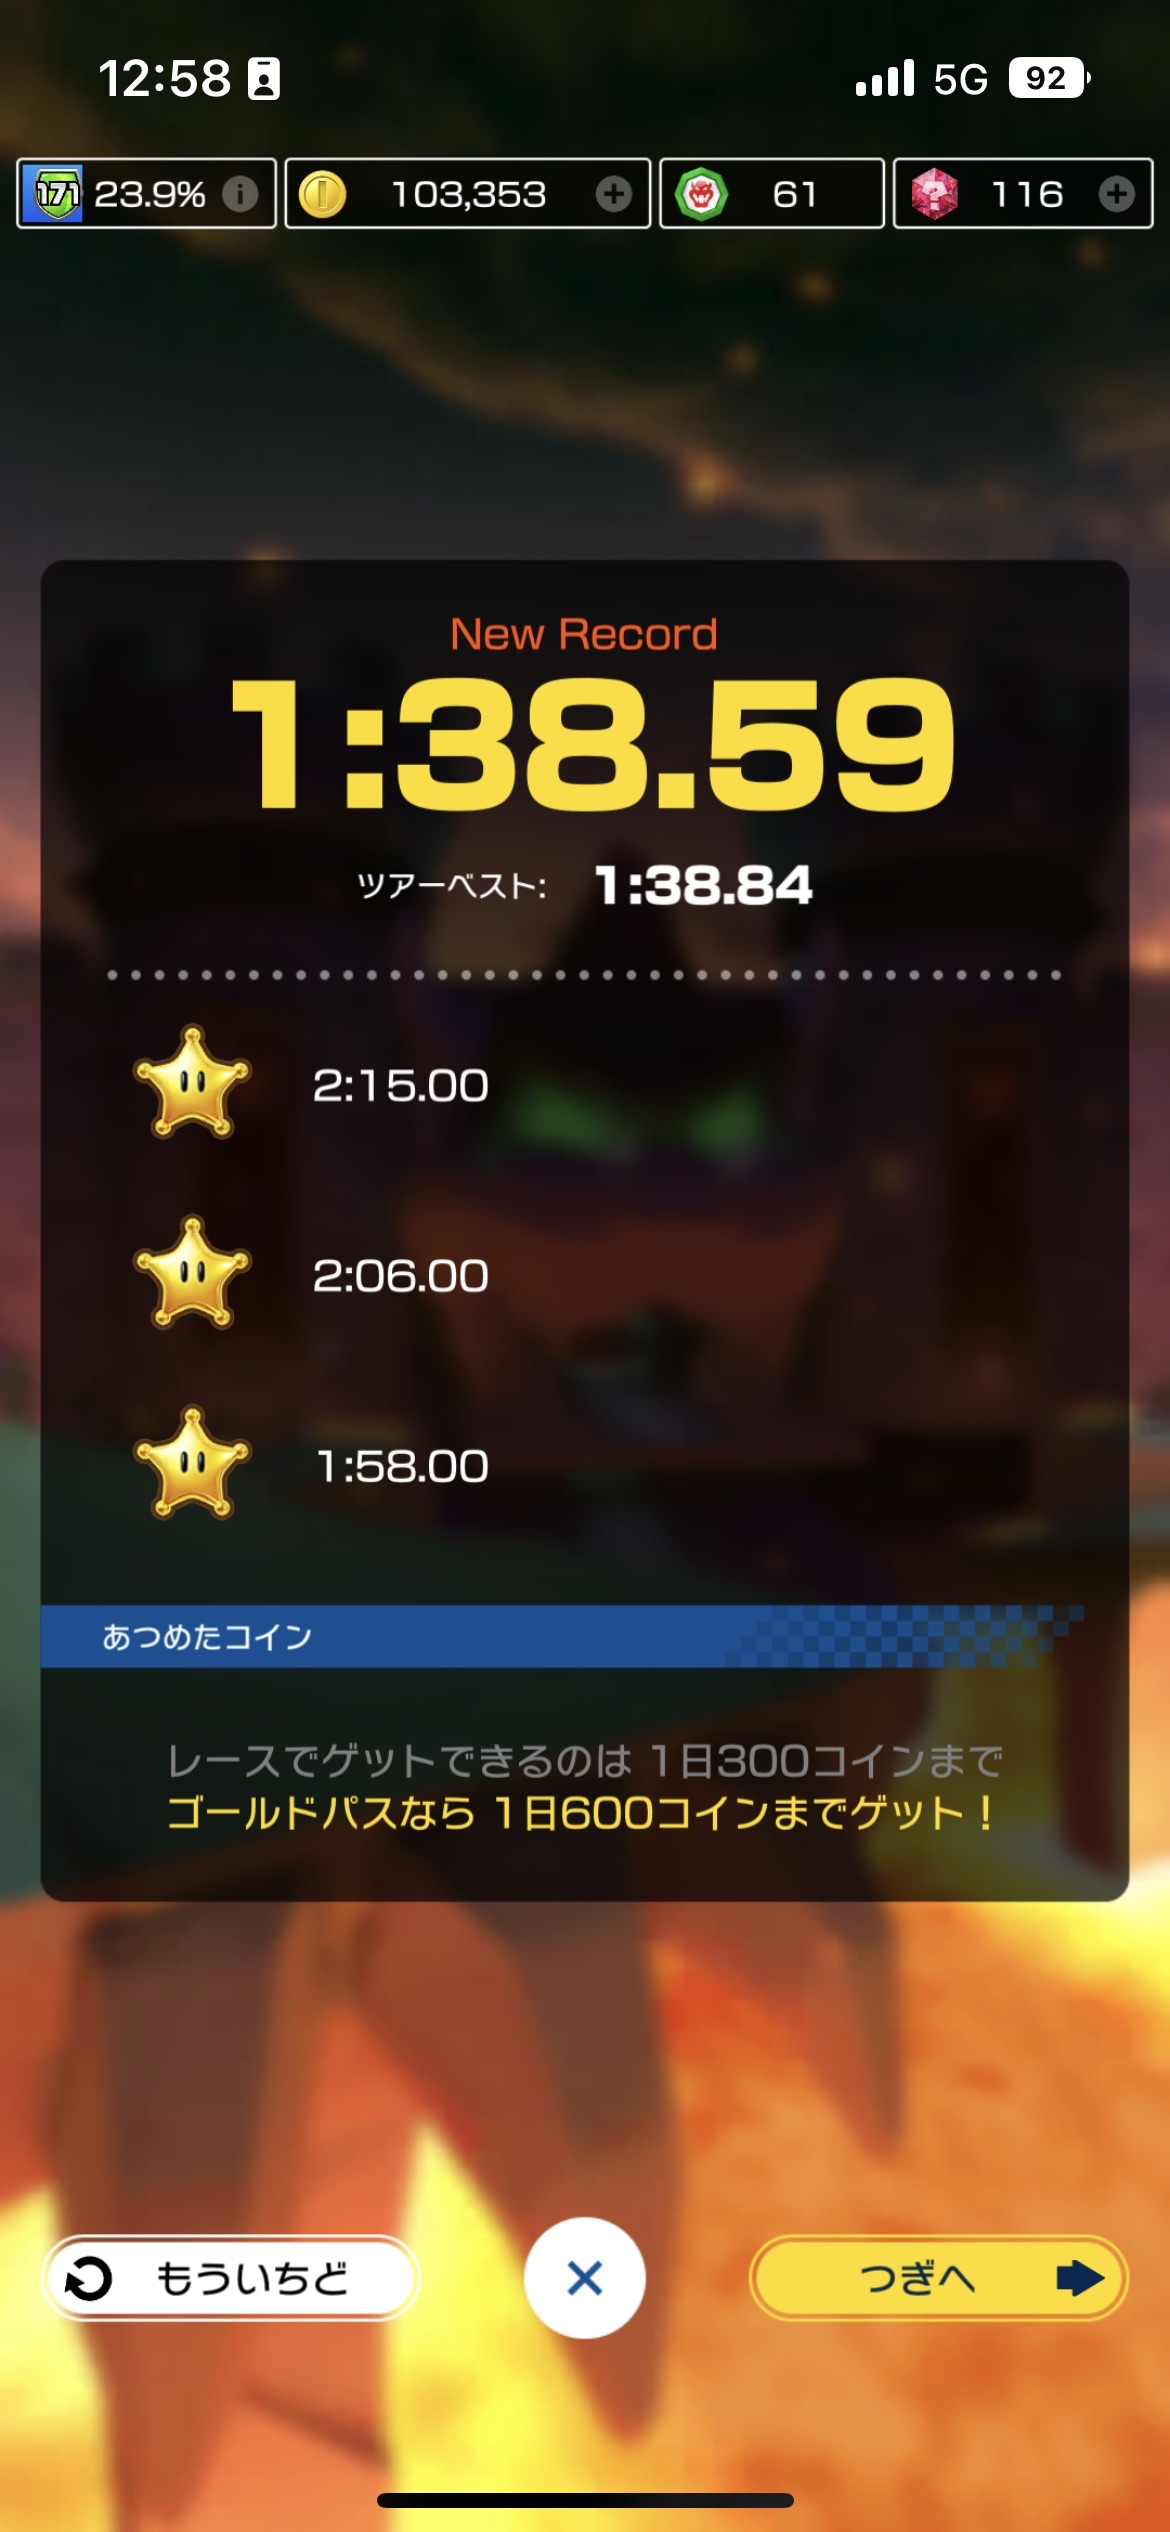 12:58 5G 92
171 23.9% i 103,353 + 61 ? 116 +
New Record
1:38.59
ツアーベスト: 1:38.84
2:15.00
2:06.00
1:58.00
あつめたコイン
レースでゲットできるのは 1日300コインまで
ゴールドパスなら 1日600コインまでゲット！
もういちど × つぎへ